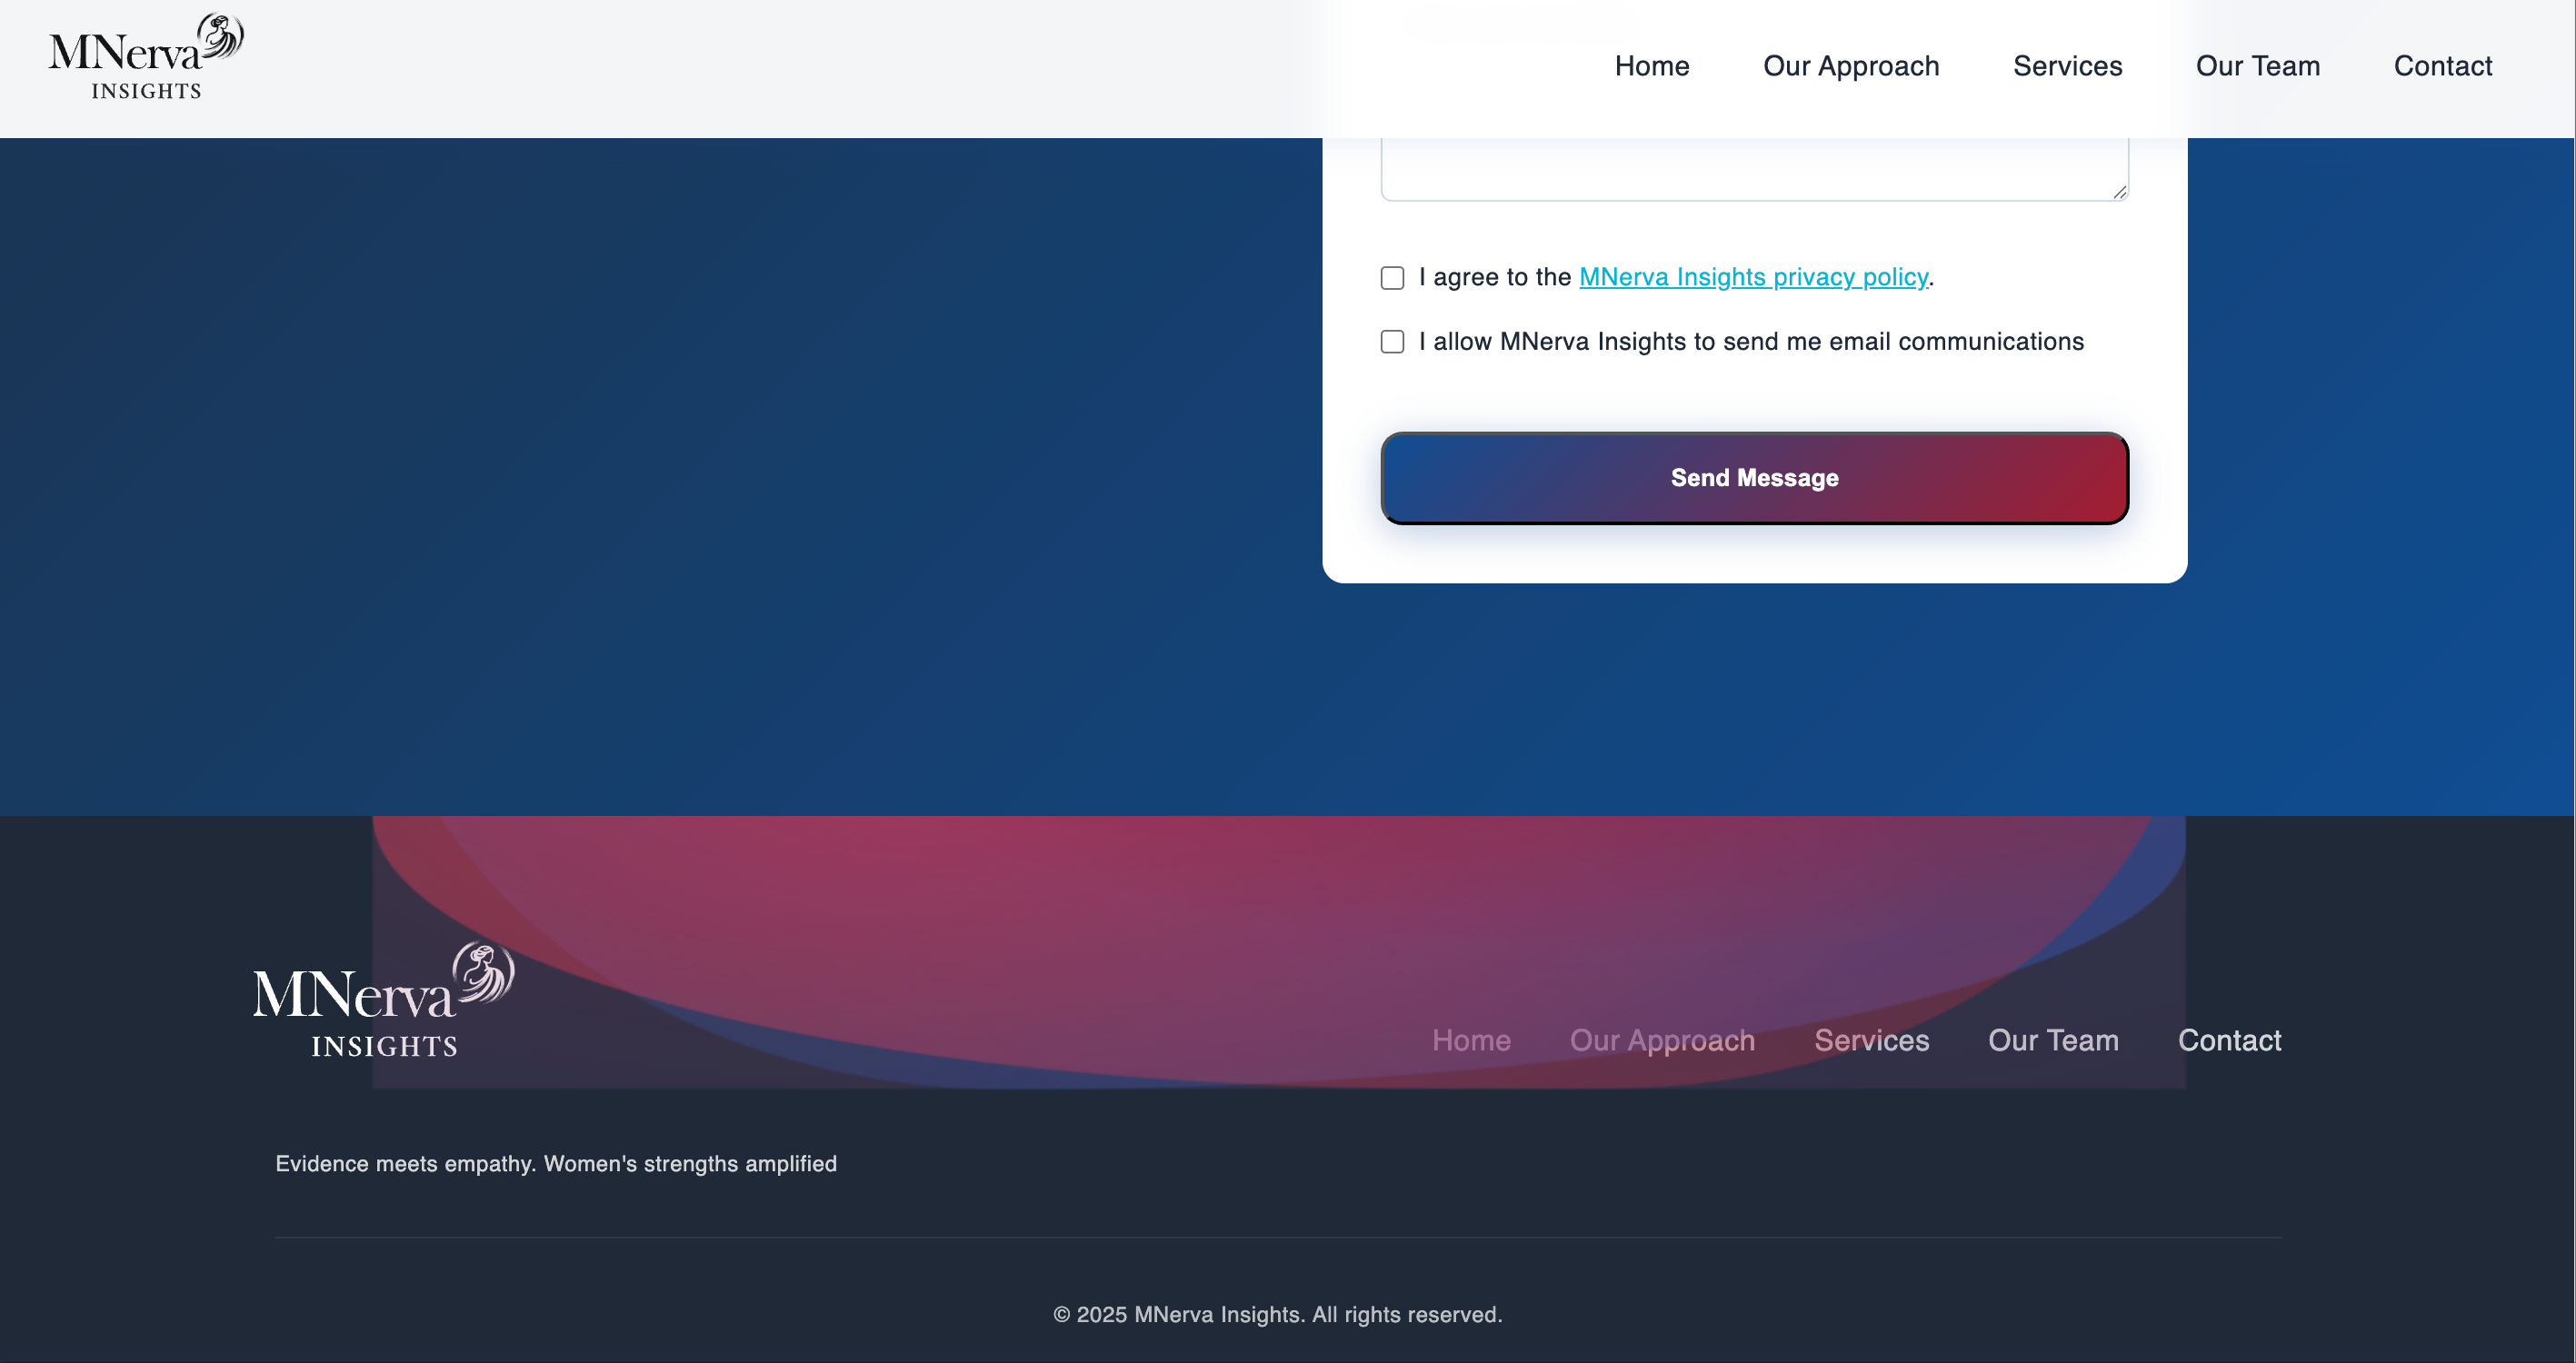 MNerva
INSIGHTS
Home Our Approach Services Our Team Contact
I agree to the MNerva Insights privacy policy.
I allow MNerva Insights to send me email communications
Send Message
MNerva
INSIGHTS
Home Our Approach Services Our Team Contact
Evidence meets empathy. Women's strengths amplified
© 2025 MNerva Insights. All rights reserved.